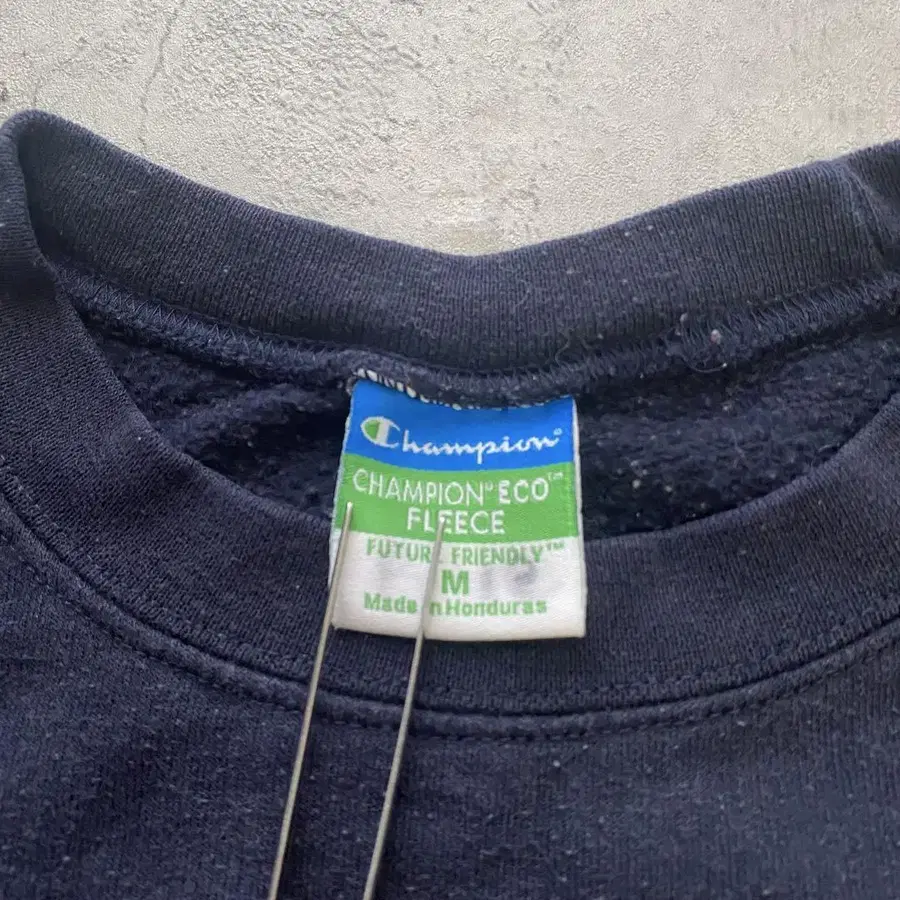 Champion®
CHAMPION® ECO™
FLEECE
FUTURE FRIENDLY™
M
Made in Honduras